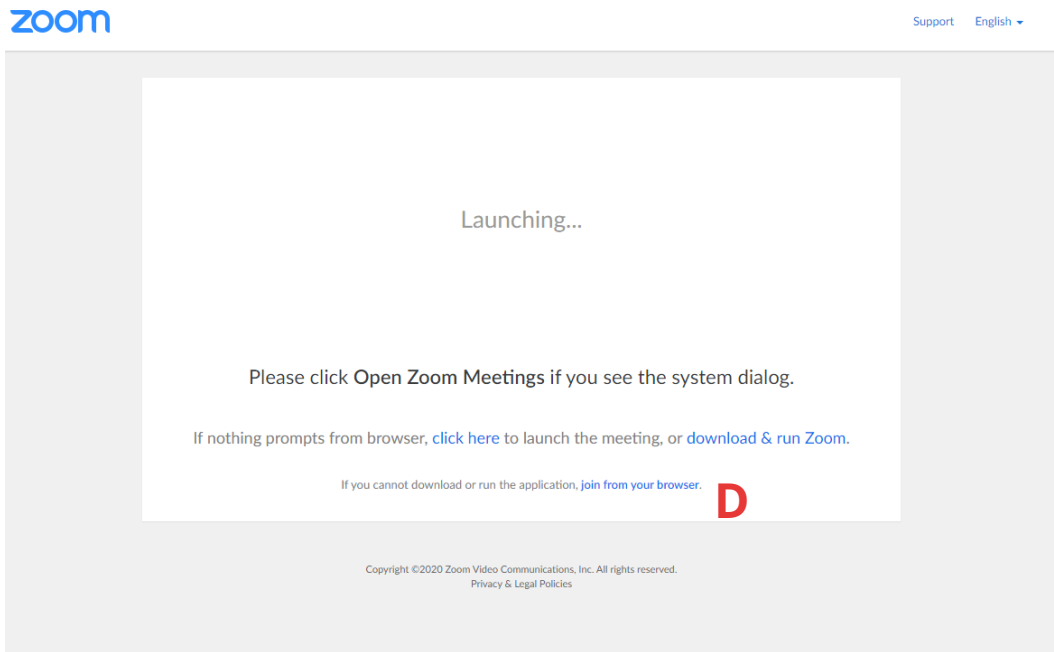 zoom
Support English
Launching...
Please click Open Zoom Meetings if you see the system dialog.
If nothing prompts from browser, click here to launch the meeting, or download & run Zoom.
If you cannot download or run the application, join from your browser.
D
Copyright ©2020 Zoom Video Communications, Inc. All rights reserved.
Privacy & Legal Policies